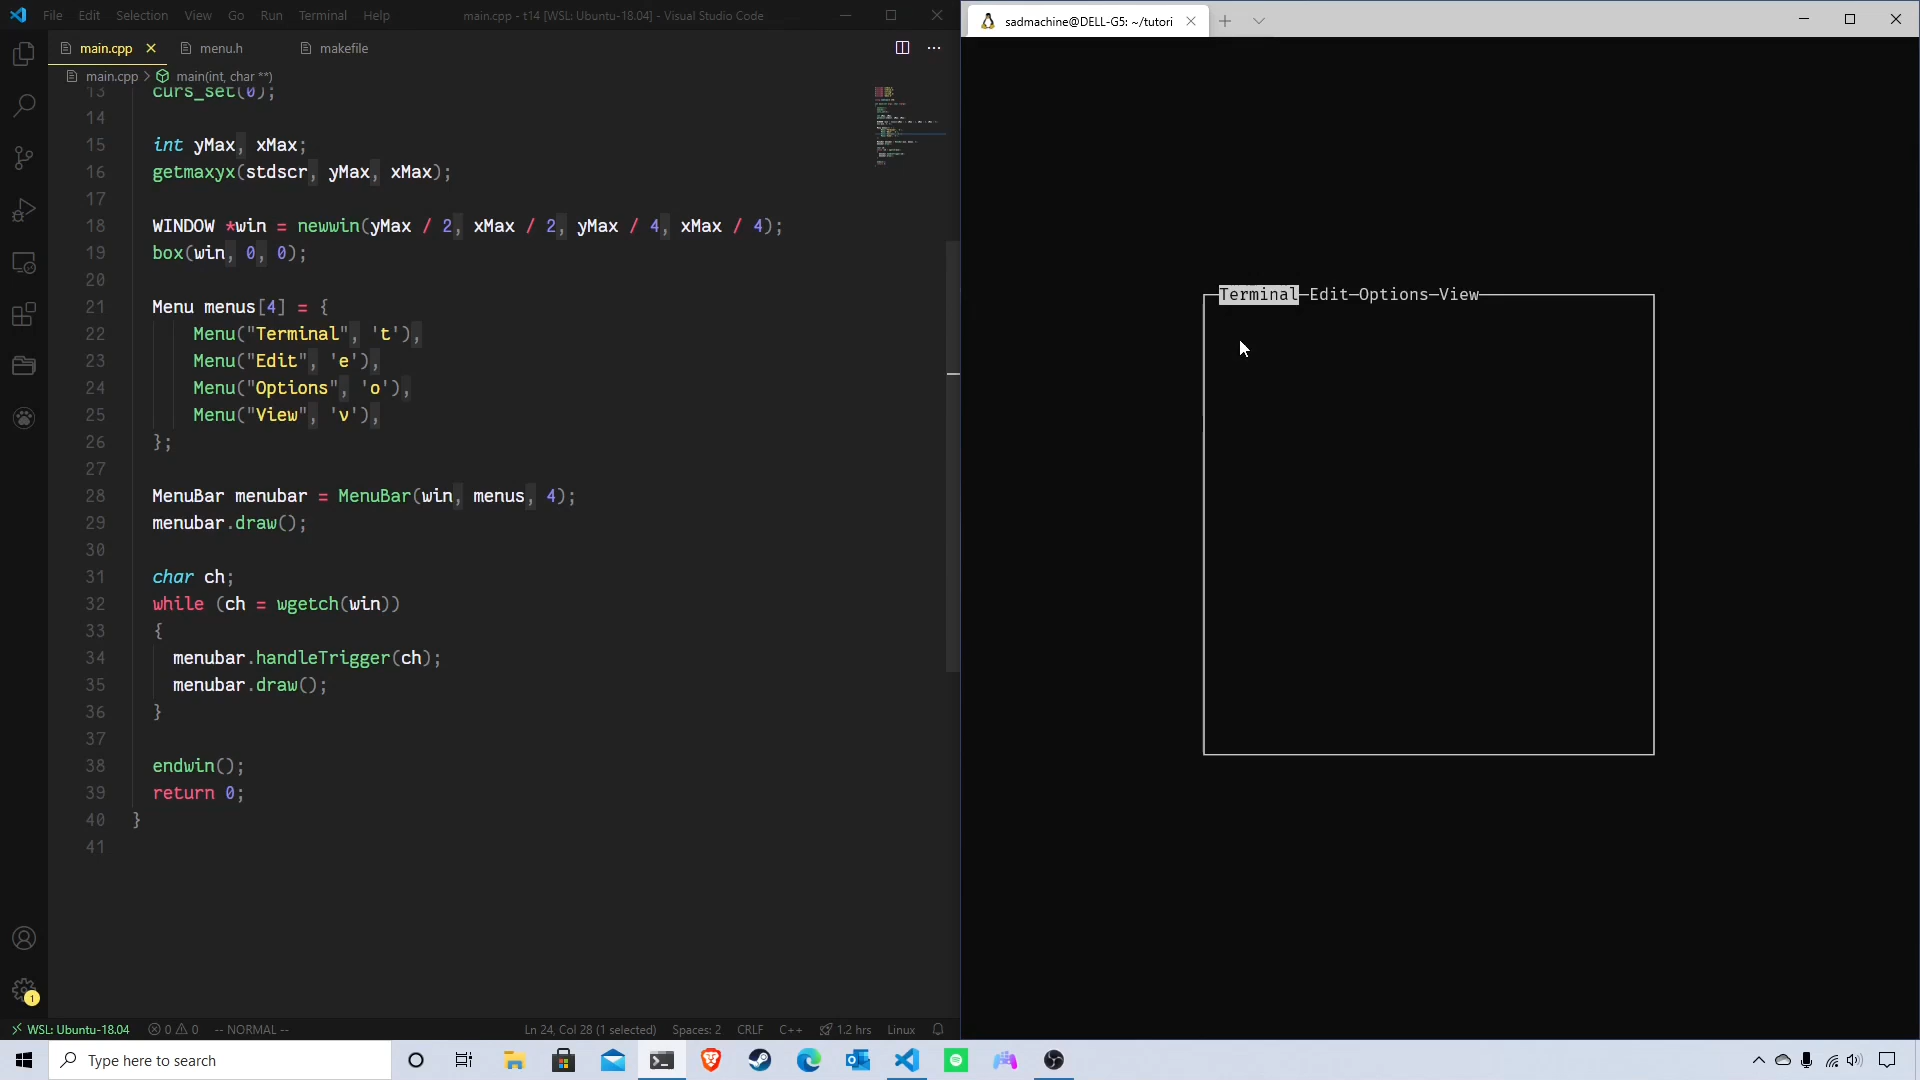 File Edit Selection View Go Run Terminal Help
main.cpp - t14 [WSL: Ubuntu-18.04] - Visual Studio Code
main.cpp
menu.h
makefile
main.cpp > main(int, char **)
13 curs_set(0);
14
15 int yMax, xMax;
16 getmaxyx(stdscr, yMax, xMax);
17
18 WINDOW *win = newwin(yMax / 2, xMax / 2, yMax / 4, xMax / 4);
19 box(win, 0, 0);
20
21 Menu menus[4] = {
22 Menu("Terminal", 't'),
23 Menu("Edit", 'e'),
24 Menu("Options", 'o'),
25 Menu("View", 'v'),
26 };
27
28 MenuBar menubar = MenuBar(win, menus, 4);
29 menubar.draw();
30
31 char ch;
32 while (ch = wgetch(win))
33 {
34 menubar.handleTrigger(ch);
35 menubar.draw();
36 }
37
38 endwin();
39 return 0;
40 }
41
1
WSL: Ubuntu-18.04 0 0 -- NORMAL --
Ln 24, Col 28 (1 selected) Spaces: 2 CRLF C++ 1.2 hrs Linux
sadmachine@DELL-G5: ~/tutori
Terminal Edit Options View
Type here to search